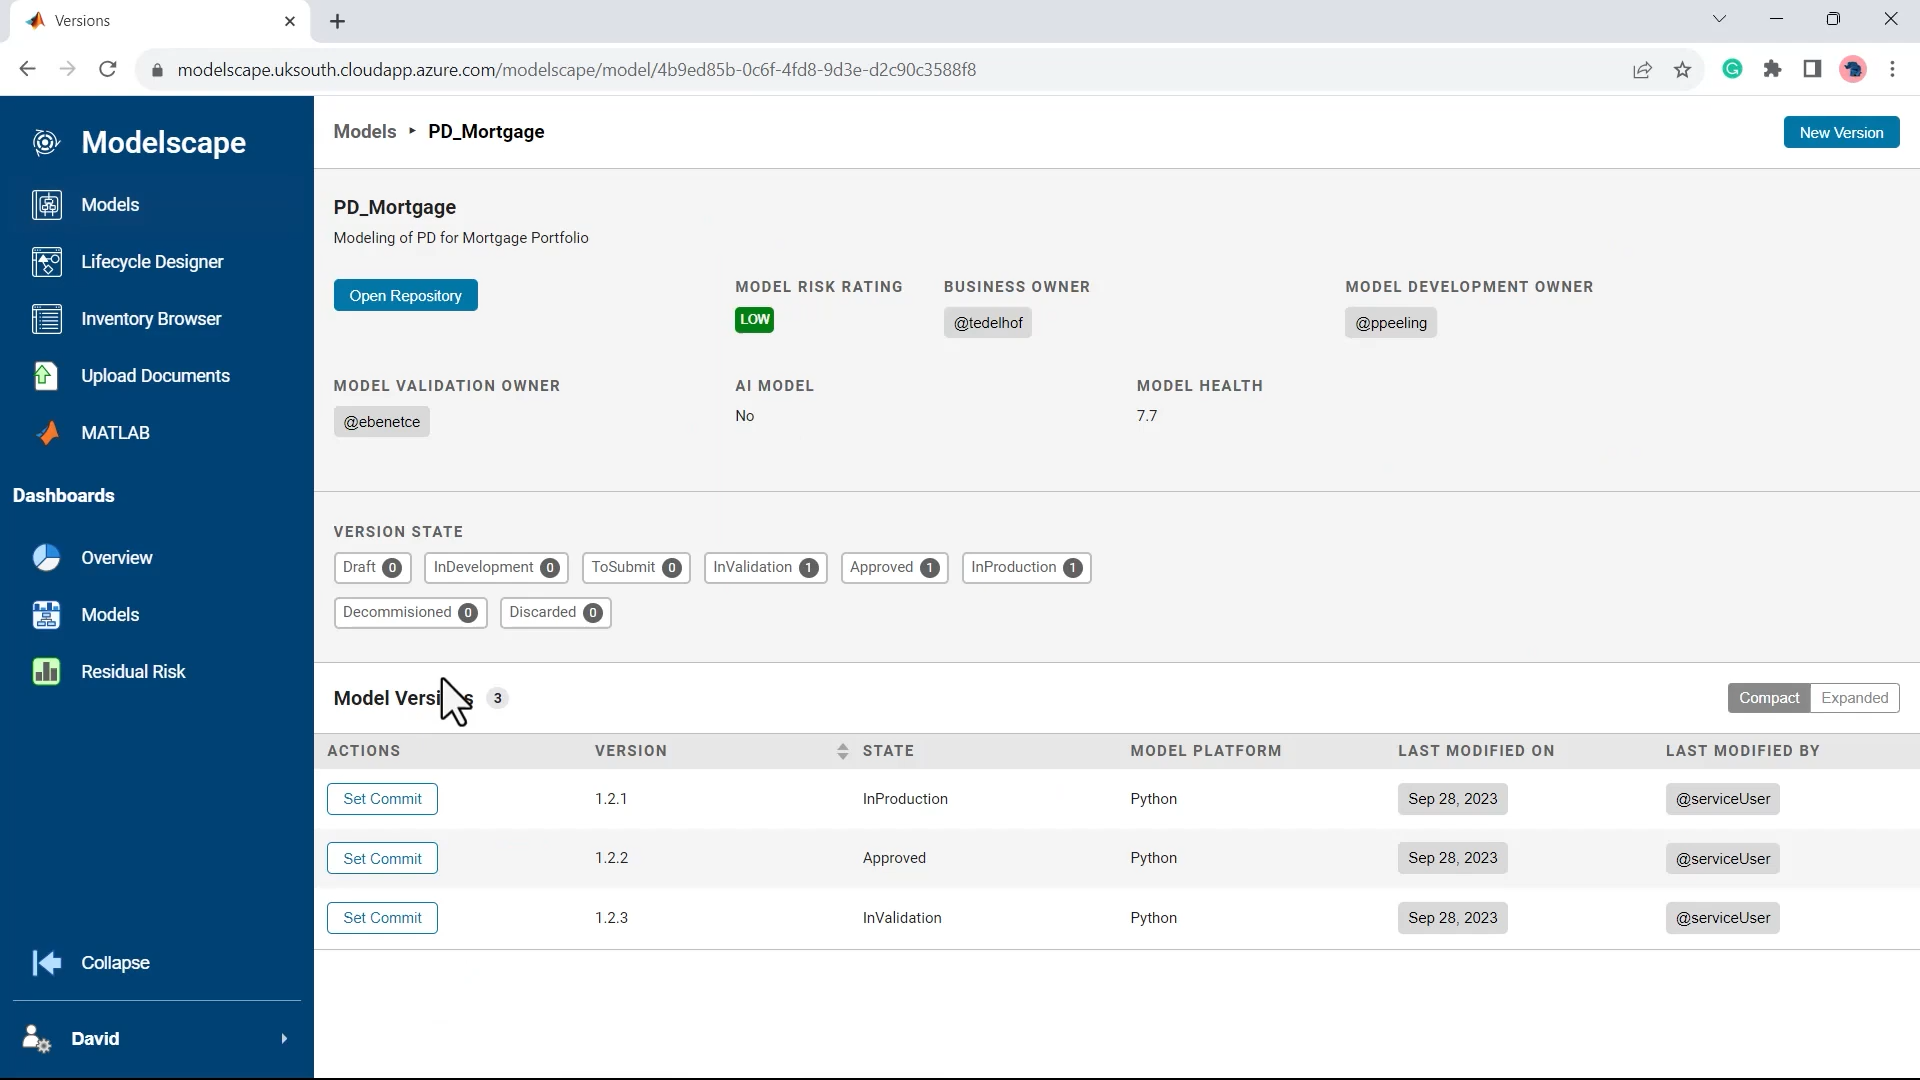 Versions
modelscape.uksouth.cloudapp.azure.com/modelscape/model/4b9ed85b-0c6f-4fd8-9d3e-d2c90c3588f8
Modelscape
Models
Lifecycle Designer
Inventory Browser
Upload Documents
MATLAB
Dashboards
Overview
Models
Residual Risk
Collapse
David
Models ▸ PD_Mortgage
New Version
PD_Mortgage
Modeling of PD for Mortgage Portfolio
Open Repository
MODEL RISK RATING
LOW
BUSINESS OWNER
@tedelhof
MODEL DEVELOPMENT OWNER
@ppeeling
MODEL VALIDATION OWNER
@ebenetce
AI MODEL
No
MODEL HEALTH
7.7
VERSION STATE
Draft 0 InDevelopment 0 ToSubmit 0 InValidation 1 Approved 1 InProduction 1
Decommisioned 0 Discarded 0
Model 3
Compact Expanded
ACTIONS VERSION STATE MODEL PLATFORM LAST MODIFIED ON LAST MODIFIED BY
Set Commit 1.2.1 InProduction Python Sep 28, 2023 @serviceUser
Set Commit 1.2.2 Approved Python Sep 28, 2023 @serviceUser
Set Commit 1.2.3 InValidation Python Sep 28, 2023 @serviceUser